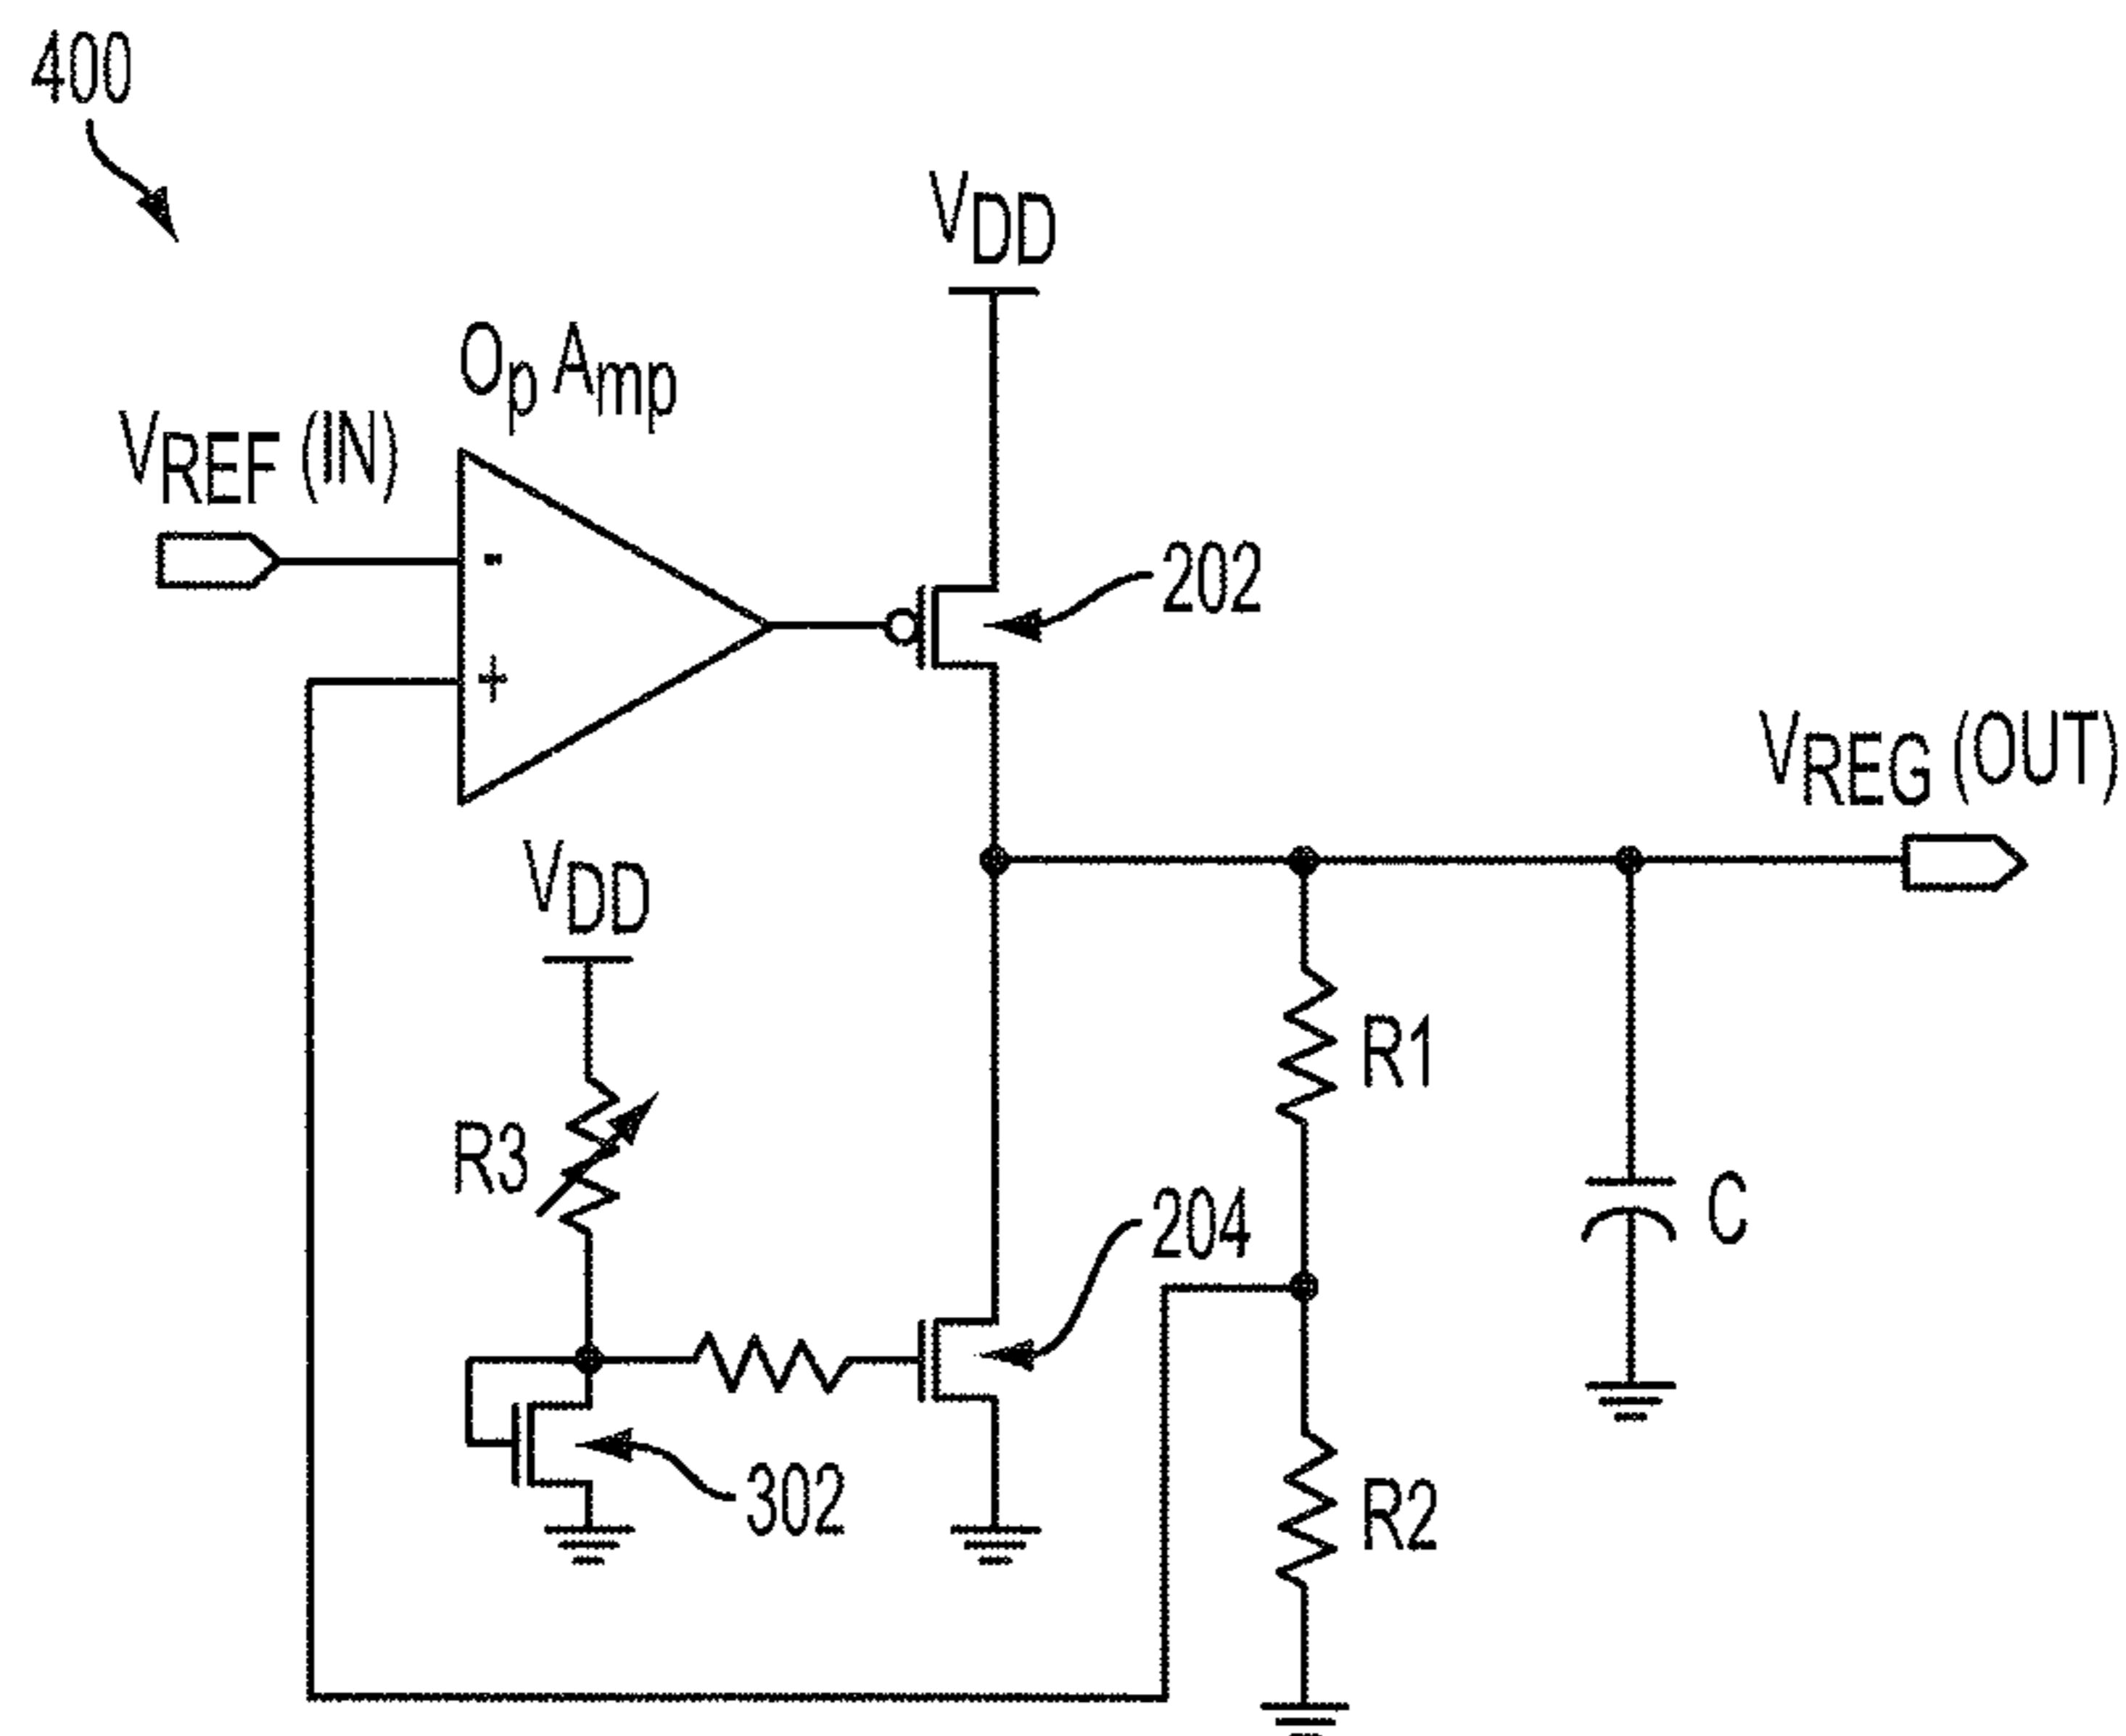 400
VDD
Op Amp
VREF (IN)
-
202
+
VREG (OUT)
VDD
R1
R3
C
204
302
R2